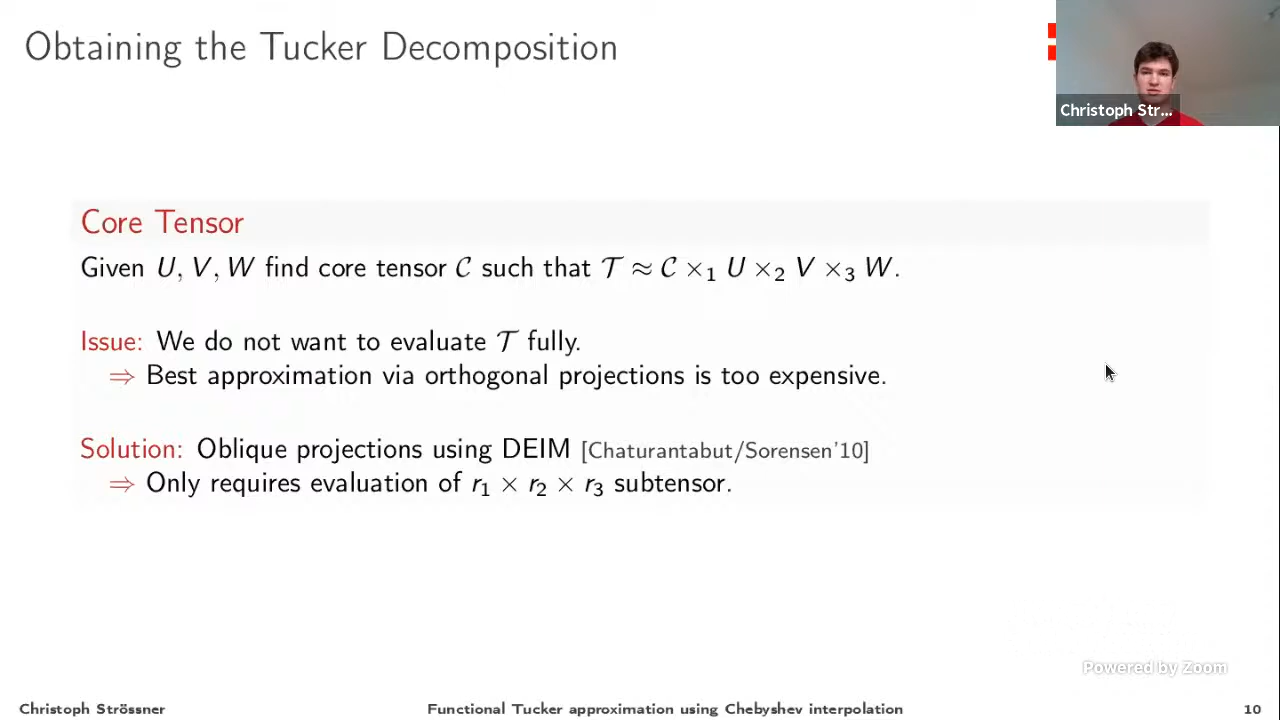 Obtaining the Tucker Decomposition
Christoph Str...
Core Tensor
Given U, V, W find core tensor 𝒞 such that 𝒯 ≈ 𝒞 ×₁ U ×₂ V ×₃ W.
Issue: We do not want to evaluate 𝒯 fully.
⇒ Best approximation via orthogonal projections is too expensive.
Solution: Oblique projections using DEIM [Chaturantabut/Sorensen'10]
⇒ Only requires evaluation of r₁ × r₂ × r₃ subtensor.
Powered by Zoom
Christoph Strössner Functional Tucker approximation using Chebyshev interpolation 10